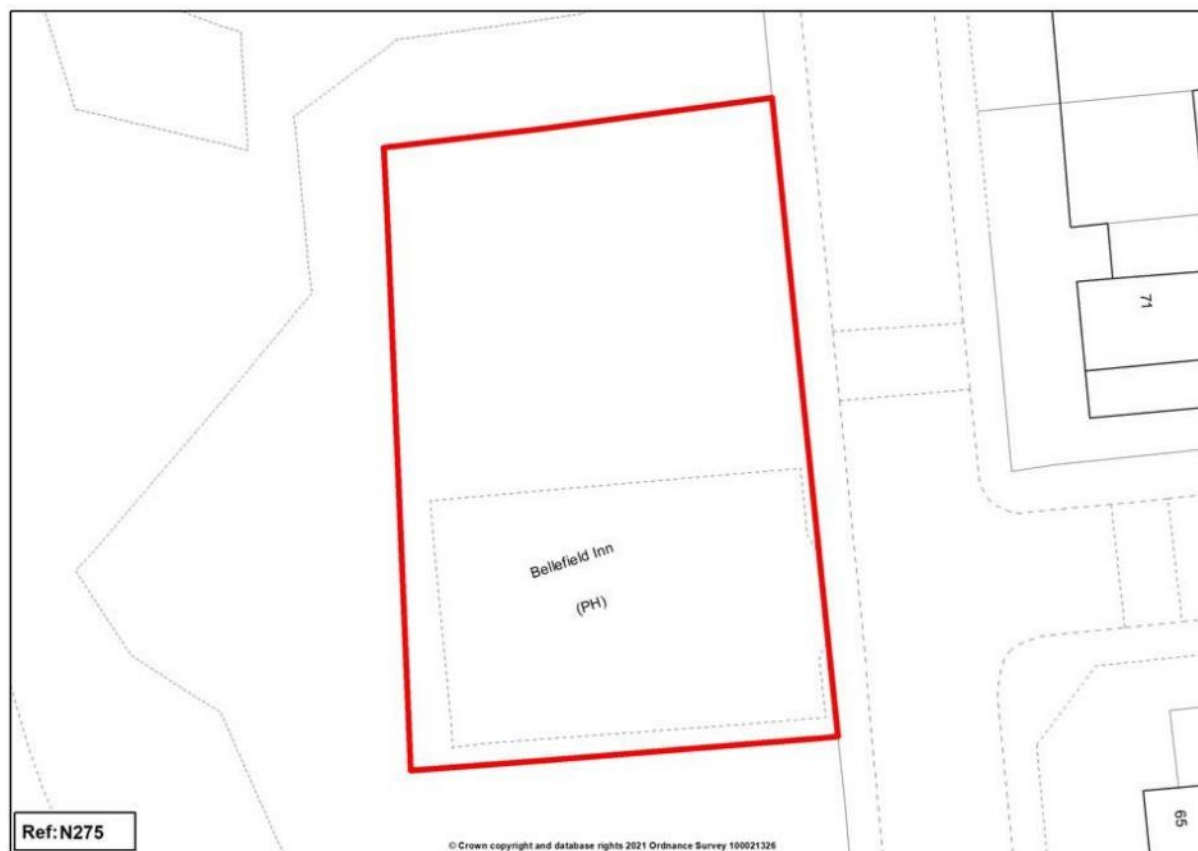 71
Bellefield Inn
(PH)
65
Ref:N275
© Crown copyright and database rights 2021 Ordnance Survey 100021326